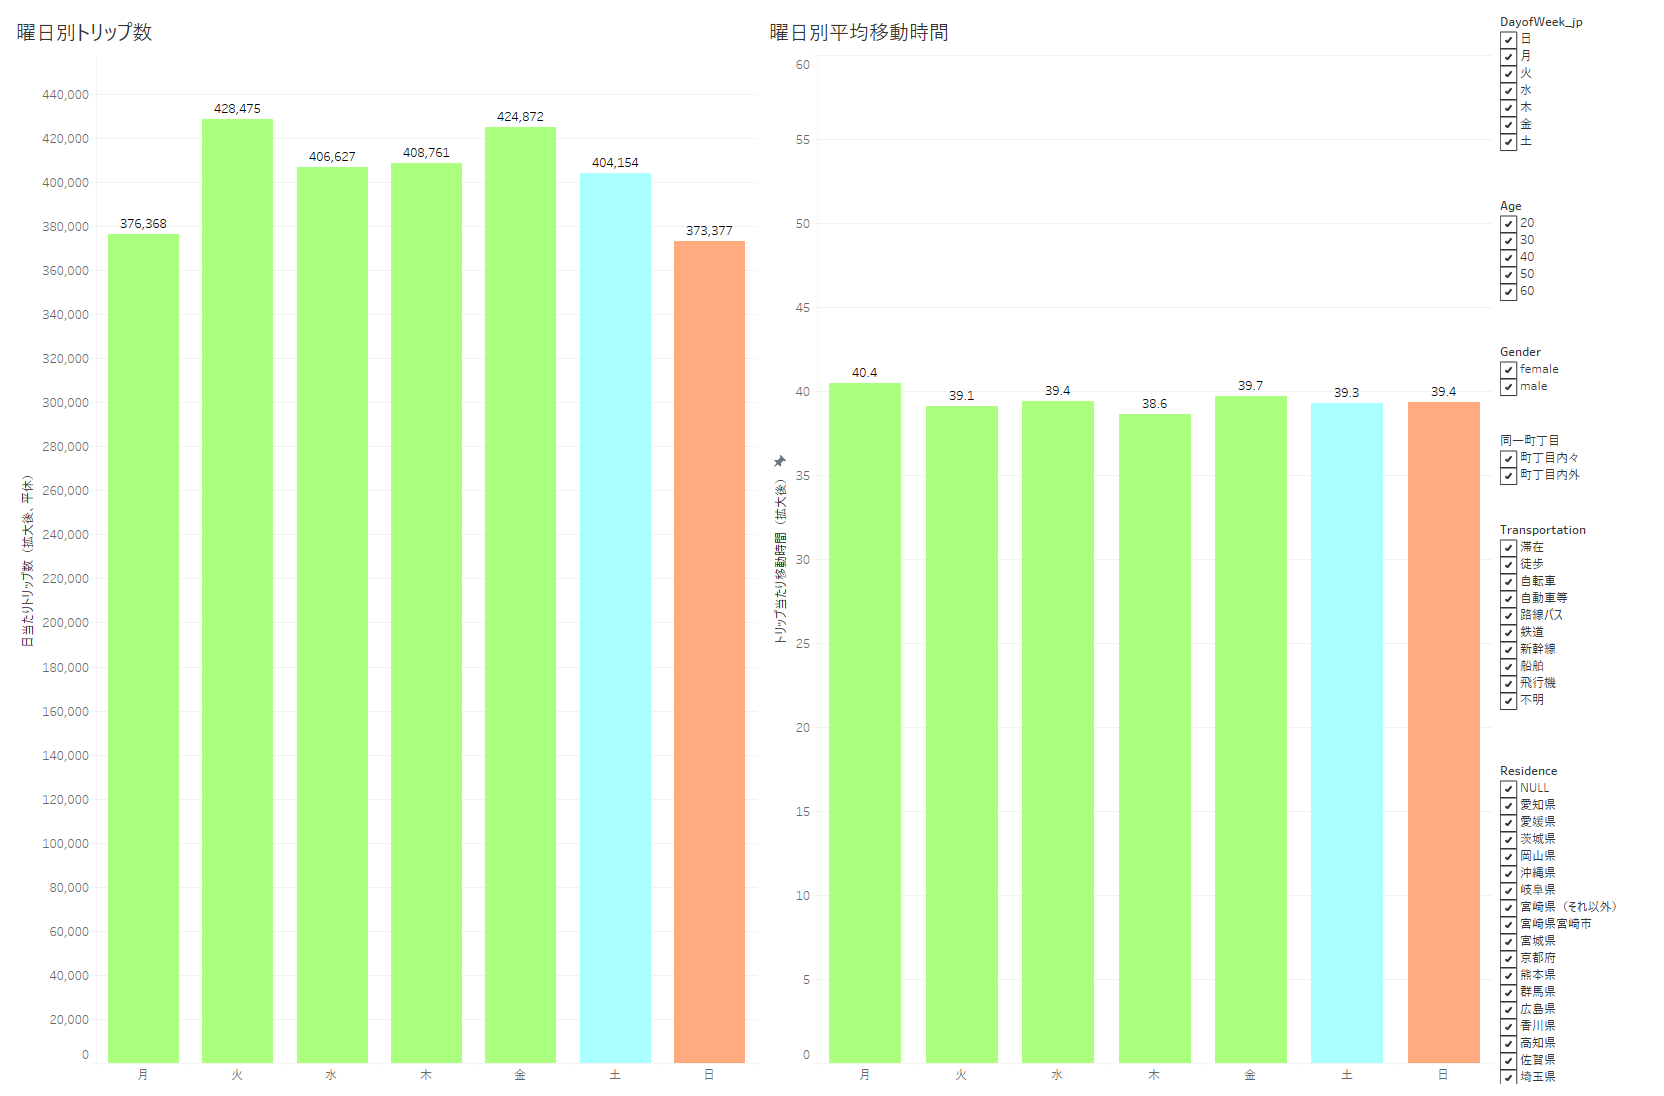 曜日別トリップ数
440,000
420,000
400,000
380,000
360,000
340,000
320,000
300,000
280,000
260,000
240,000
220,000
200,000
180,000
160,000
140,000
120,000
100,000
80,000
60,000
40,000
20,000
0
日当たりトリップ数（拡大後、平休）
376,368
428,475
406,627
408,761
424,872
404,154
373,377
月
火
水
木
金
土
日
曜日別平均移動時間
60
55
50
45
40
35
30
25
20
15
10
5
0
トリップ当たり移動時間（拡大後）
40.4
39.1
39.4
38.6
39.7
39.3
39.4
月
火
水
木
金
土
日
DayofWeek_jp
日
月
火
水
木
金
土
Age
20
30
40
50
60
Gender
female
male
同一町丁目
町丁目内々
町丁目内外
Transportation
滞在
徒歩
自転車
自動車等
路線バス
鉄道
新幹線
船舶
飛行機
不明
Residence
NULL
愛知県
愛媛県
茨城県
岡山県
沖縄県
岐阜県
宮崎県（それ以外）
宮崎県宮崎市
宮城県
京都府
熊本県
群馬県
広島県
香川県
高知県
佐賀県
埼玉県